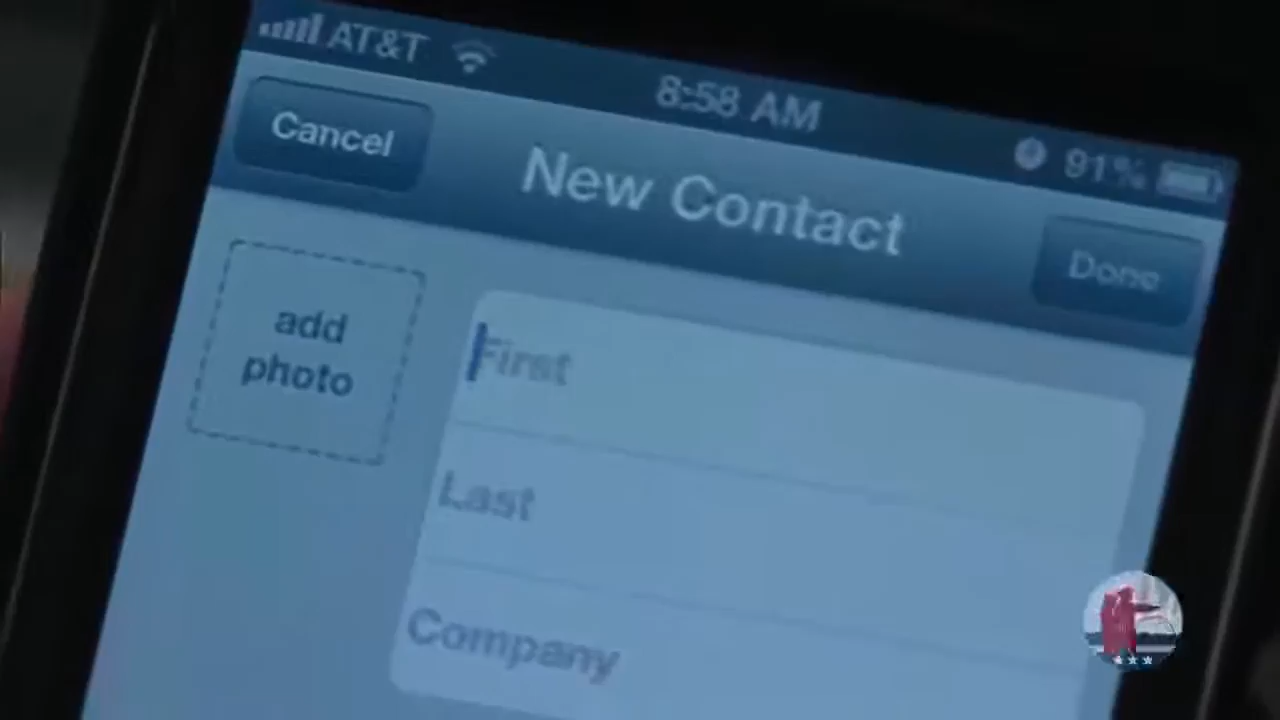 AT&T 8:58 AM 91%
Cancel New Contact Done
add
photo
First
Last
Company